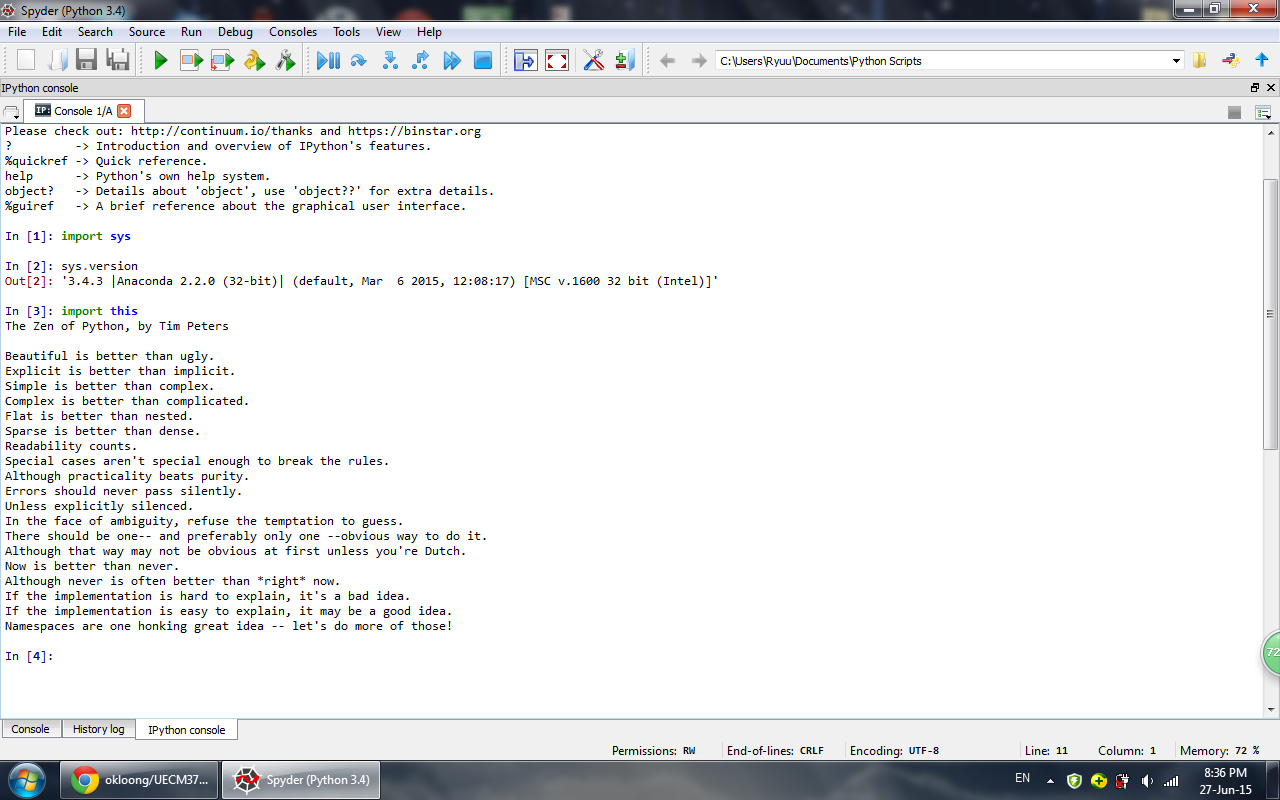 Spyder (Python 3.4)
File Edit Search Source Run Debug Consoles Tools View Help
C:\Users\Ryuu\Documents\Python Scripts
IPython console
IP: Console 1/A
Please check out: http://continuum.io/thanks and https://binstar.org
?         -> Introduction and overview of IPython's features.
%quickref -> Quick reference.
help      -> Python's own help system.
object?   -> Details about 'object', use 'object??' for extra details.
%guiref   -> A brief reference about the graphical user interface.
In [1]: import sys
In [2]: sys.version
Out[2]: '3.4.3 |Anaconda 2.2.0 (32-bit)| (default, Mar  6 2015, 12:08:17) [MSC v.1600 32 bit (Intel)]'
In [3]: import this
The Zen of Python, by Tim Peters
Beautiful is better than ugly.
Explicit is better than implicit.
Simple is better than complex.
Complex is better than complicated.
Flat is better than nested.
Sparse is better than dense.
Readability counts.
Special cases aren't special enough to break the rules.
Although practicality beats purity.
Errors should never pass silently.
Unless explicitly silenced.
In the face of ambiguity, refuse the temptation to guess.
There should be one-- and preferably only one --obvious way to do it.
Although that way may not be obvious at first unless you're Dutch.
Now is better than never.
Although never is often better than *right* now.
If the implementation is hard to explain, it's a bad idea.
If the implementation is easy to explain, it may be a good idea.
Namespaces are one honking great idea -- let's do more of those!
72
In [4]:
Console History log IPython console
Permissions: RW End-of-lines: CRLF Encoding: UTF-8 Line: 11 Column: 1 Memory: 72 %
okloong/UECM37... Spyder (Python 3.4) EN 8:36 PM
27-Jun-15